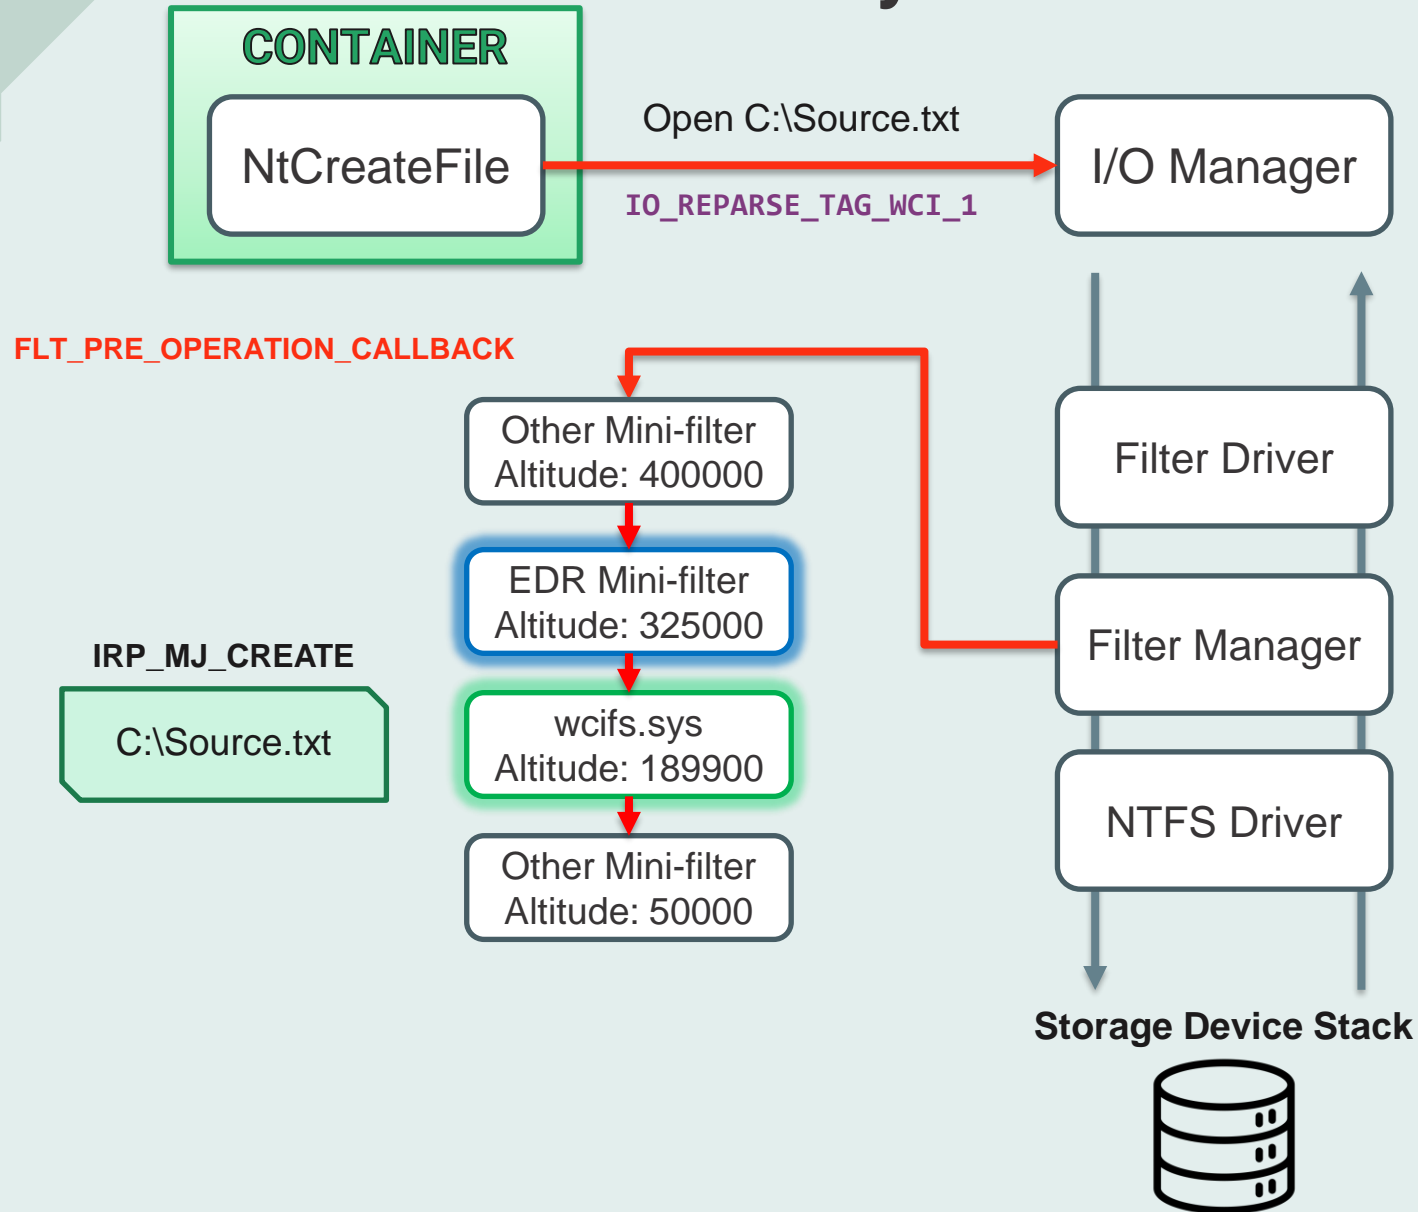 CONTAINER
NtCreateFile
Open C:\Source.txt
IO_REPARSE_TAG_WCI_1
I/O Manager
FLT_PRE_OPERATION_CALLBACK
Other Mini-filter
Altitude: 400000
Filter Driver
EDR Mini-filter
Altitude: 325000
Filter Manager
IRP_MJ_CREATE
C:\Source.txt
wcifs.sys
Altitude: 189900
NTFS Driver
Other Mini-filter
Altitude: 50000
Storage Device Stack